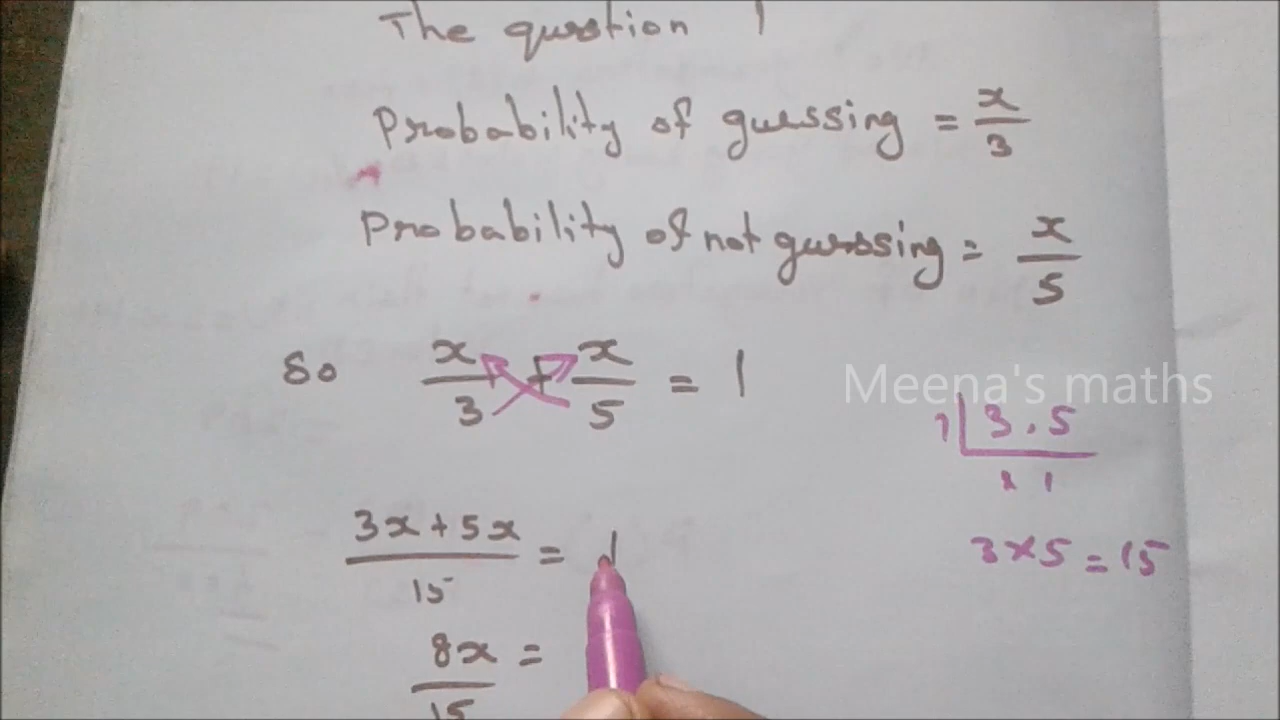 The question 1
Probability of guessing = x/3
Probability of not guessing = x/5
So x/3 + x/5 = 1
Meena's maths
1 3 . 5
3x + 5x / 15 = 1
3 × 5 = 15
8x / 15 =